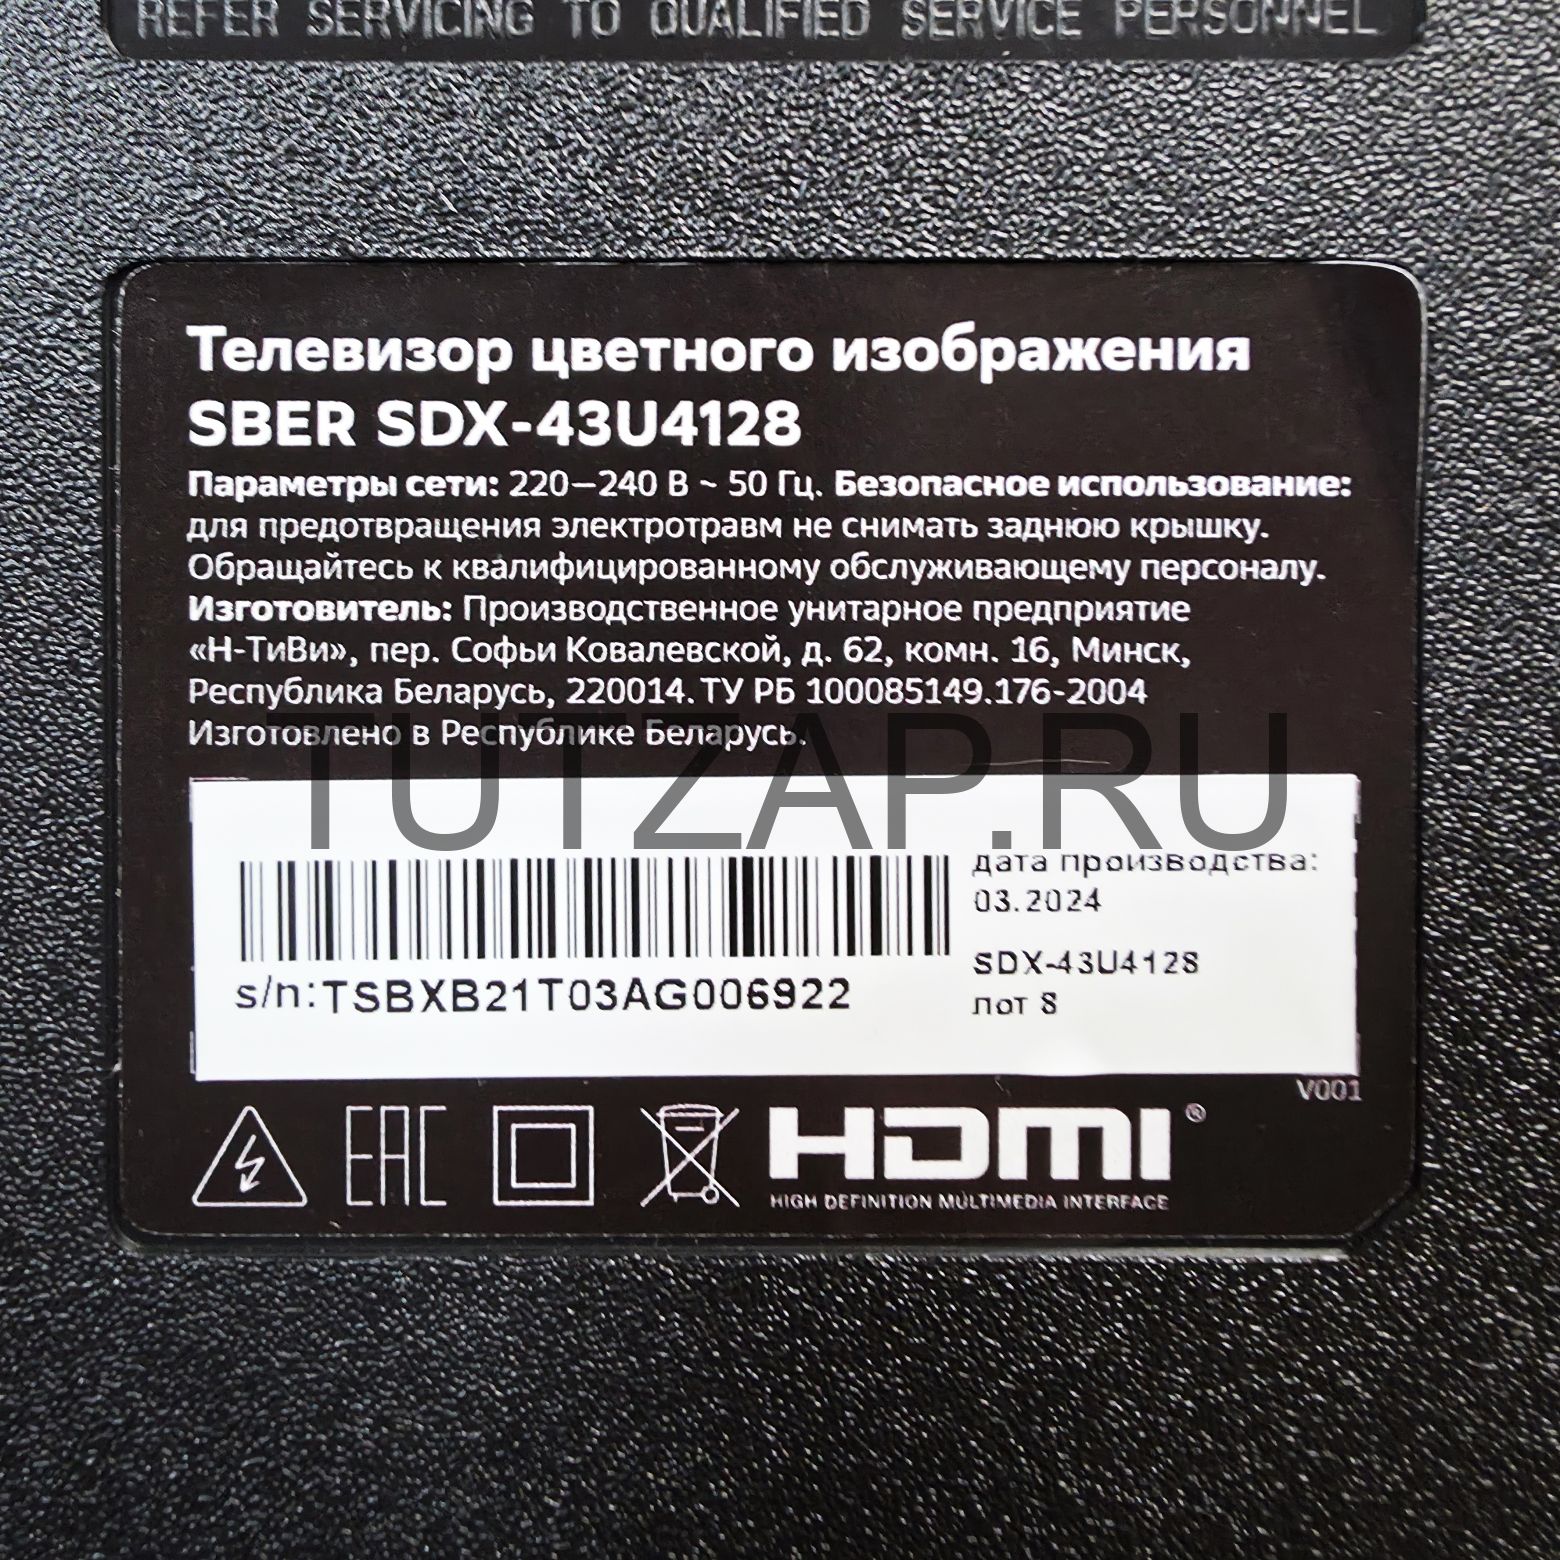 REFER SERVICING TO QUALIFIED SERVICE PERSONNEL
Телевизор цветного изображения
SBER SDX-43U4128
Параметры сети: 220–240 В ~ 50 Гц. Безопасное использование:
для предотвращения электротравм не снимать заднюю крышку.
Обращайтесь к квалифицированному обслуживающему персоналу.
Изготовитель: Производственное унитарное предприятие
«Н-ТиВи», пер. Софьи Ковалевской, д. 62, комн. 16, Минск,
Республика Беларусь, 220014. ТУ РБ 100085149.176-2004
Изготовлено в Республике Беларусь.
TUTZAP.RU
дата производства:
03.2024
SDX-43U4128
лот 8
s/n:TSBXB21T03AG006922
V001
EAC
HDMI®
HIGH DEFINITION MULTIMEDIA INTERFACE